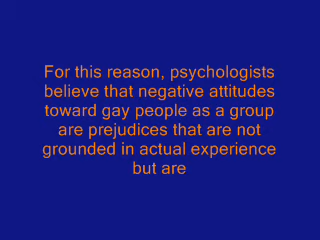 For this reason, psychologists
believe that negative attitudes
toward gay people as a group
are prejudices that are not
grounded in actual experience
but are